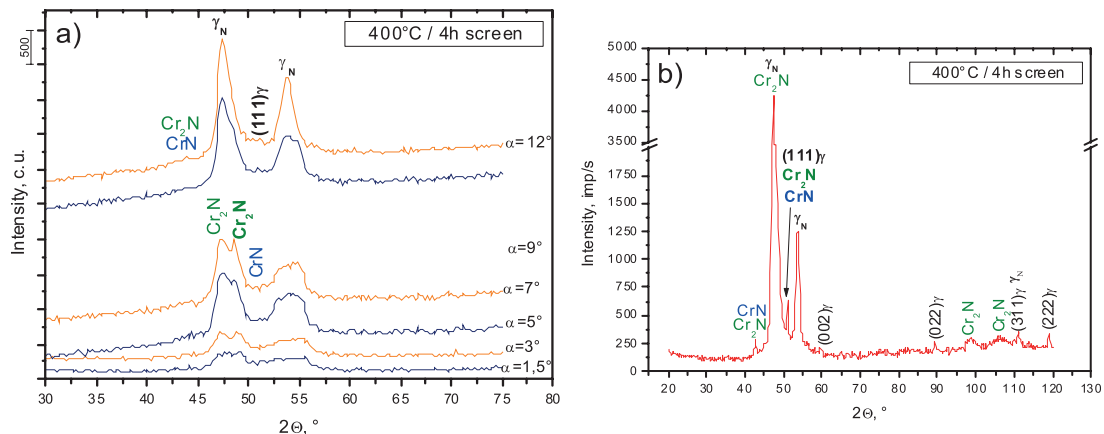 a)
400°C / 4h screen
500
γN
γN
(111)γ
Cr2N
CrN
α=12°
Cr2N
Cr2N
CrN
α=9°
α=7°
α=5°
α=3°
α=1,5°
Intensity, c.u.
30 35 40 45 50 55 60 65 70 75 80
2Θ, °
b)
400°C / 4h screen
γN
Cr2N
(111)γ
Cr2N
CrN
γN
CrN
Cr2N
(002)γ
(022)γ
Cr2N
Cr2N
(311)γ γN
(222)γ
5000
4500
4000
3500
1750
1500
1250
1000
750
500
250
0
Intensity, imp/s
20 30 40 50 60 70 80 90 100 110 120 130
2Θ, °